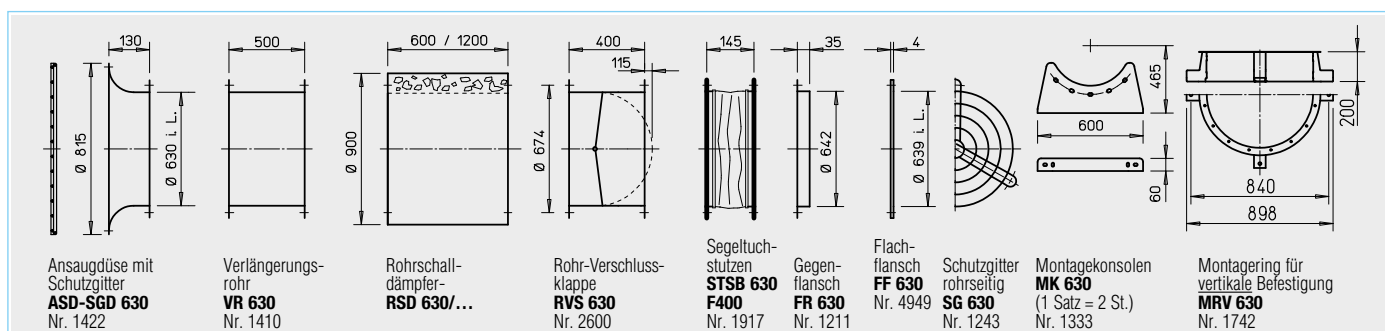 130
500
600 / 1200
400
115
145
35
4
465
200
Ø 815
Ø 630 i. L.
Ø 900
Ø 674
Ø 642
Ø 639 i. L.
600
60
840
898
Ansaugdüse mit
Schutzgitter
ASD-SGD 630
Nr. 1422
Verlängerungs-
rohr
VR 630
Nr. 1410
Rohrschall-
dämpfer-
RSD 630/…
Rohr-Verschluss-
klappe
RVS 630
Nr. 2600
Segeltuch-
stutzen
STSB 630
F400
Nr. 1917
Gegen-
flansch
FR 630
Nr. 1211
Flach-
flansch
FF 630
Nr. 4949
Schutzgitter
rohrseitig
SG 630
Nr. 1243
Montagekonsolen
MK 630
(1 Satz = 2 St.)
Nr. 1333
Montagering für
vertikale Befestigung
MRV 630
Nr. 1742